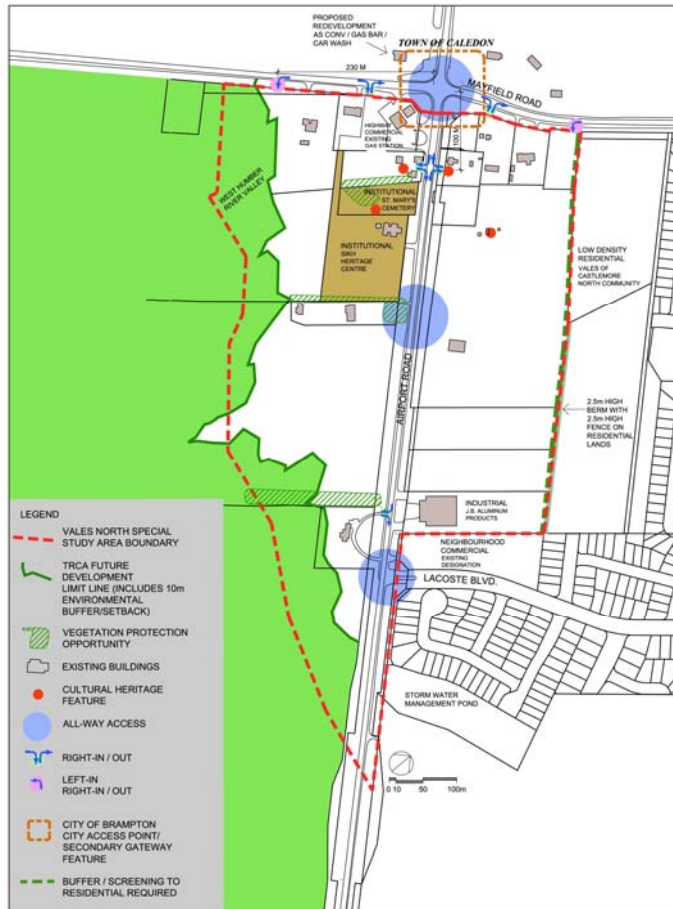 PROPOSED
REDEVELOPMENT
AS CONV / GAS BAR /
CAR WASH
TOWN OF CALEDON
230 M
MAYFIELD ROAD
HIGHWAY
COMMERCIAL
EXISTING
GAS STATION
100 M
WEST HUMBER
RIVER VALLEY
INSTITUTIONAL
ST. MARY'S
CEMETERY
INSTITUTIONAL
SIKH
HERITAGE
CENTRE
LOW DENSITY
RESIDENTIAL
VALES OF
CASTLEMORE
NORTH COMMUNITY
AIRPORT ROAD
2.5m HIGH
BERM WITH
2.5m HIGH
FENCE ON
RESIDENTIAL
LANDS
INDUSTRIAL
J.B. ALUMINUM
PRODUCTS
NEIGHBOURHOOD
COMMERCIAL
EXISTING
DESIGNATION
LACOSTE BLVD.
STORM WATER
MANAGEMENT POND
0 10 50 100m
LEGEND
VALES NORTH SPECIAL
STUDY AREA BOUNDARY
TRCA FUTURE
DEVELOPMENT
LIMIT LINE (INCLUDES 10m
ENVIRONMENTAL
BUFFER/SETBACK)
VEGETATION PROTECTION
OPPORTUNITY
EXISTING BUILDINGS
CULTURAL HERITAGE
FEATURE
ALL-WAY ACCESS
RIGHT-IN / OUT
LEFT-IN
RIGHT-IN / OUT
CITY OF BRAMPTON
CITY ACCESS POINT/
SECONDARY GATEWAY
FEATURE
BUFFER / SCREENING TO
RESIDENTIAL REQUIRED